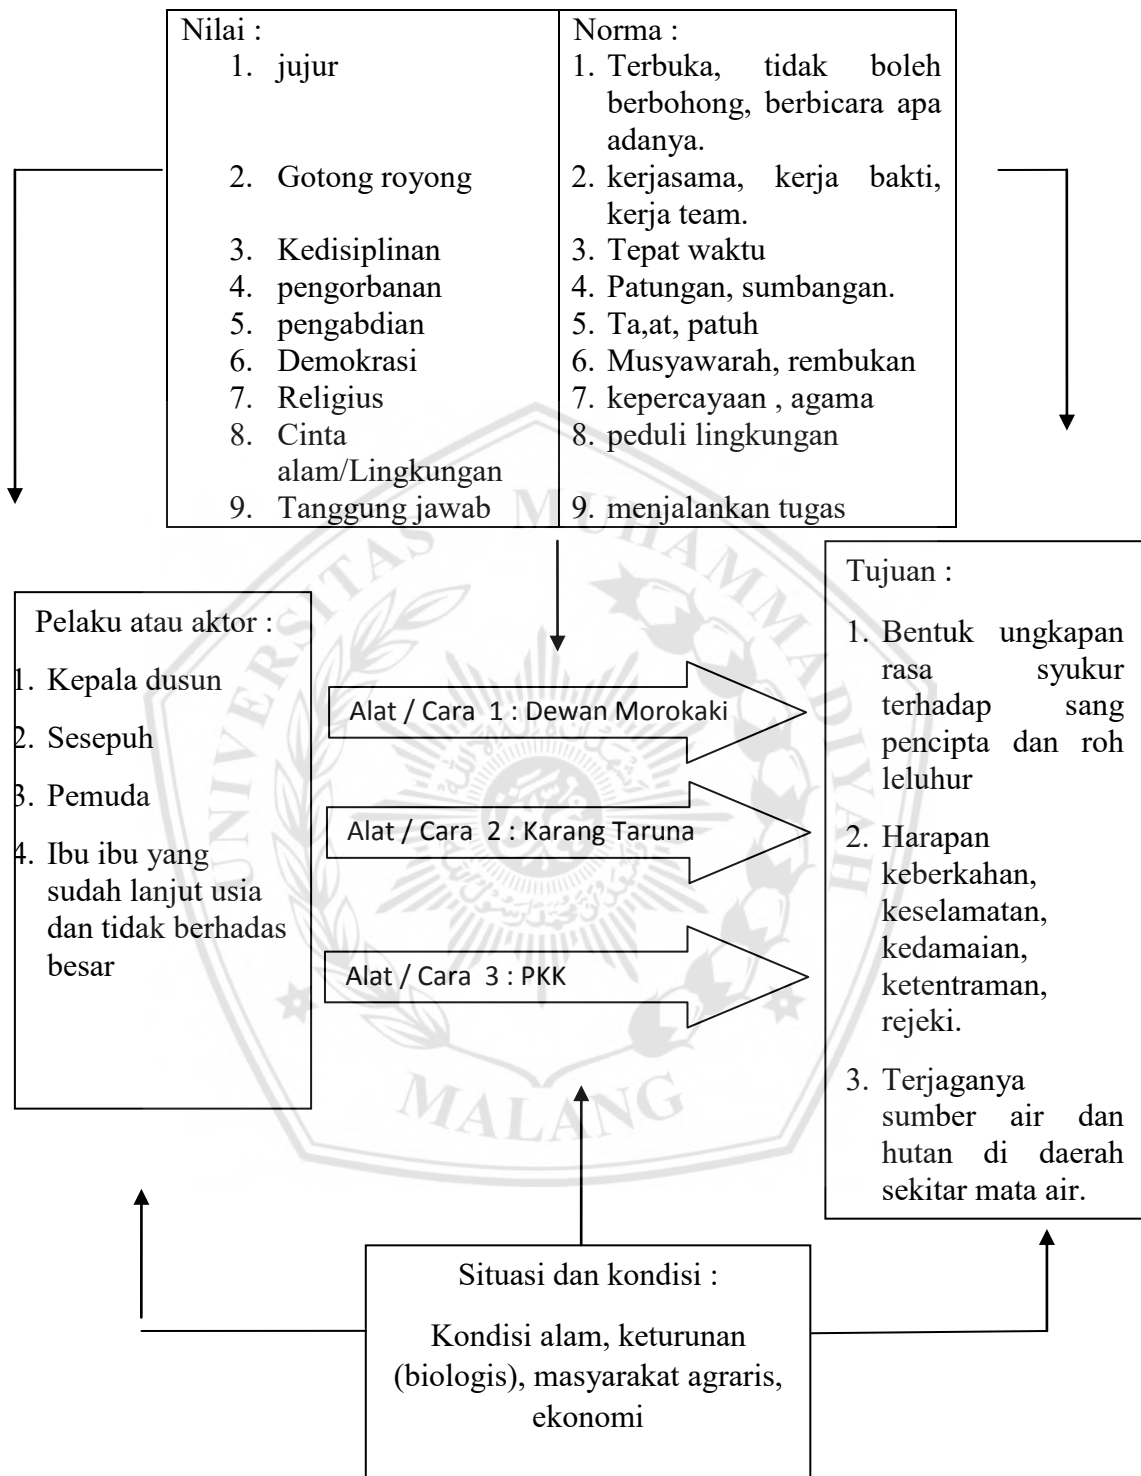 Nilai :
1. jujur
2. Gotong royong
3. Kedisiplinan
4. pengorbanan
5. pengabdian
6. Demokrasi
7. Religius
8. Cinta
alam/Lingkungan
9. Tanggung jawab
Norma :
1. Terbuka, tidak boleh
berbohong, berbicara apa
adanya.
2. kerjasama, kerja bakti,
kerja team.
3. Tepat waktu
4. Patungan, sumbangan.
5. Ta,at, patuh
6. Musyawarah, rembukan
7. kepercayaan , agama
8. peduli lingkungan
9. menjalankan tugas
Pelaku atau aktor :
1. Kepala dusun
2. Sesepuh
3. Pemuda
4. Ibu ibu yang
sudah lanjut usia
dan tidak berhadas
besar
Alat / Cara 1 : Dewan Morokaki
Alat / Cara 2 : Karang Taruna
Alat / Cara 3 : PKK
Tujuan :
1. Bentuk ungkapan
rasa syukur
terhadap sang
pencipta dan roh
leluhur
2. Harapan
keberkahan,
keselamatan,
kedamaian,
ketentraman,
rejeki.
3. Terjaganya
sumber air dan
hutan di daerah
sekitar mata air.
Situasi dan kondisi :
Kondisi alam, keturunan
(biologis), masyarakat agraris,
ekonomi
UNIVERSITAS MUHAMMADIYAH
MALANG